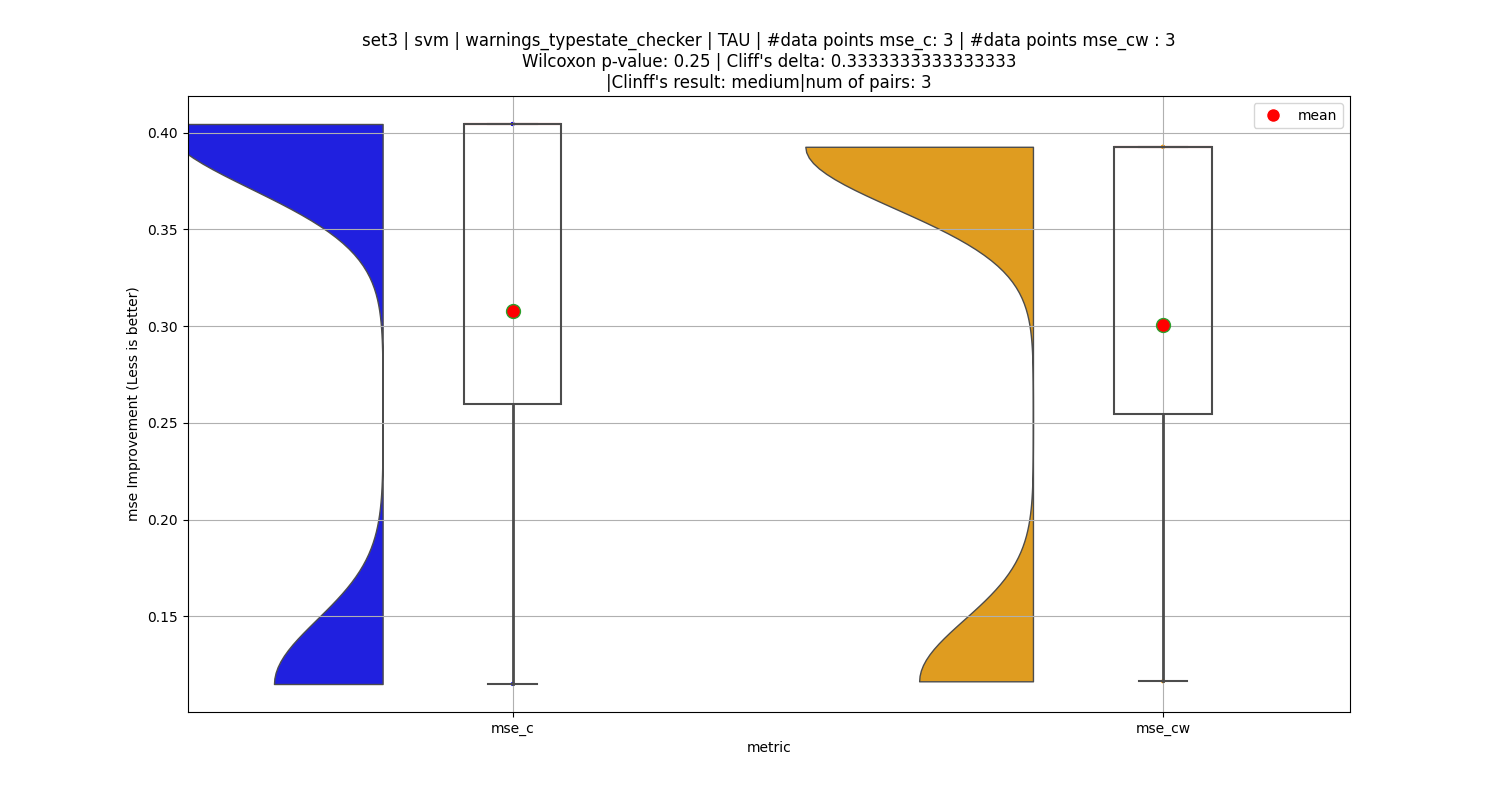 set3 | svm | warnings_typestate_checker | TAU | #data points mse_c: 3 | #data points mse_cw : 3
Wilcoxon p-value: 0.25 | Cliff's delta: 0.3333333333333333
|Clinff's result: medium|num of pairs: 3
mean
mse Improvement (Less is better)
0.40
0.35
0.30
0.25
0.20
0.15
mse_c
mse_cw
metric